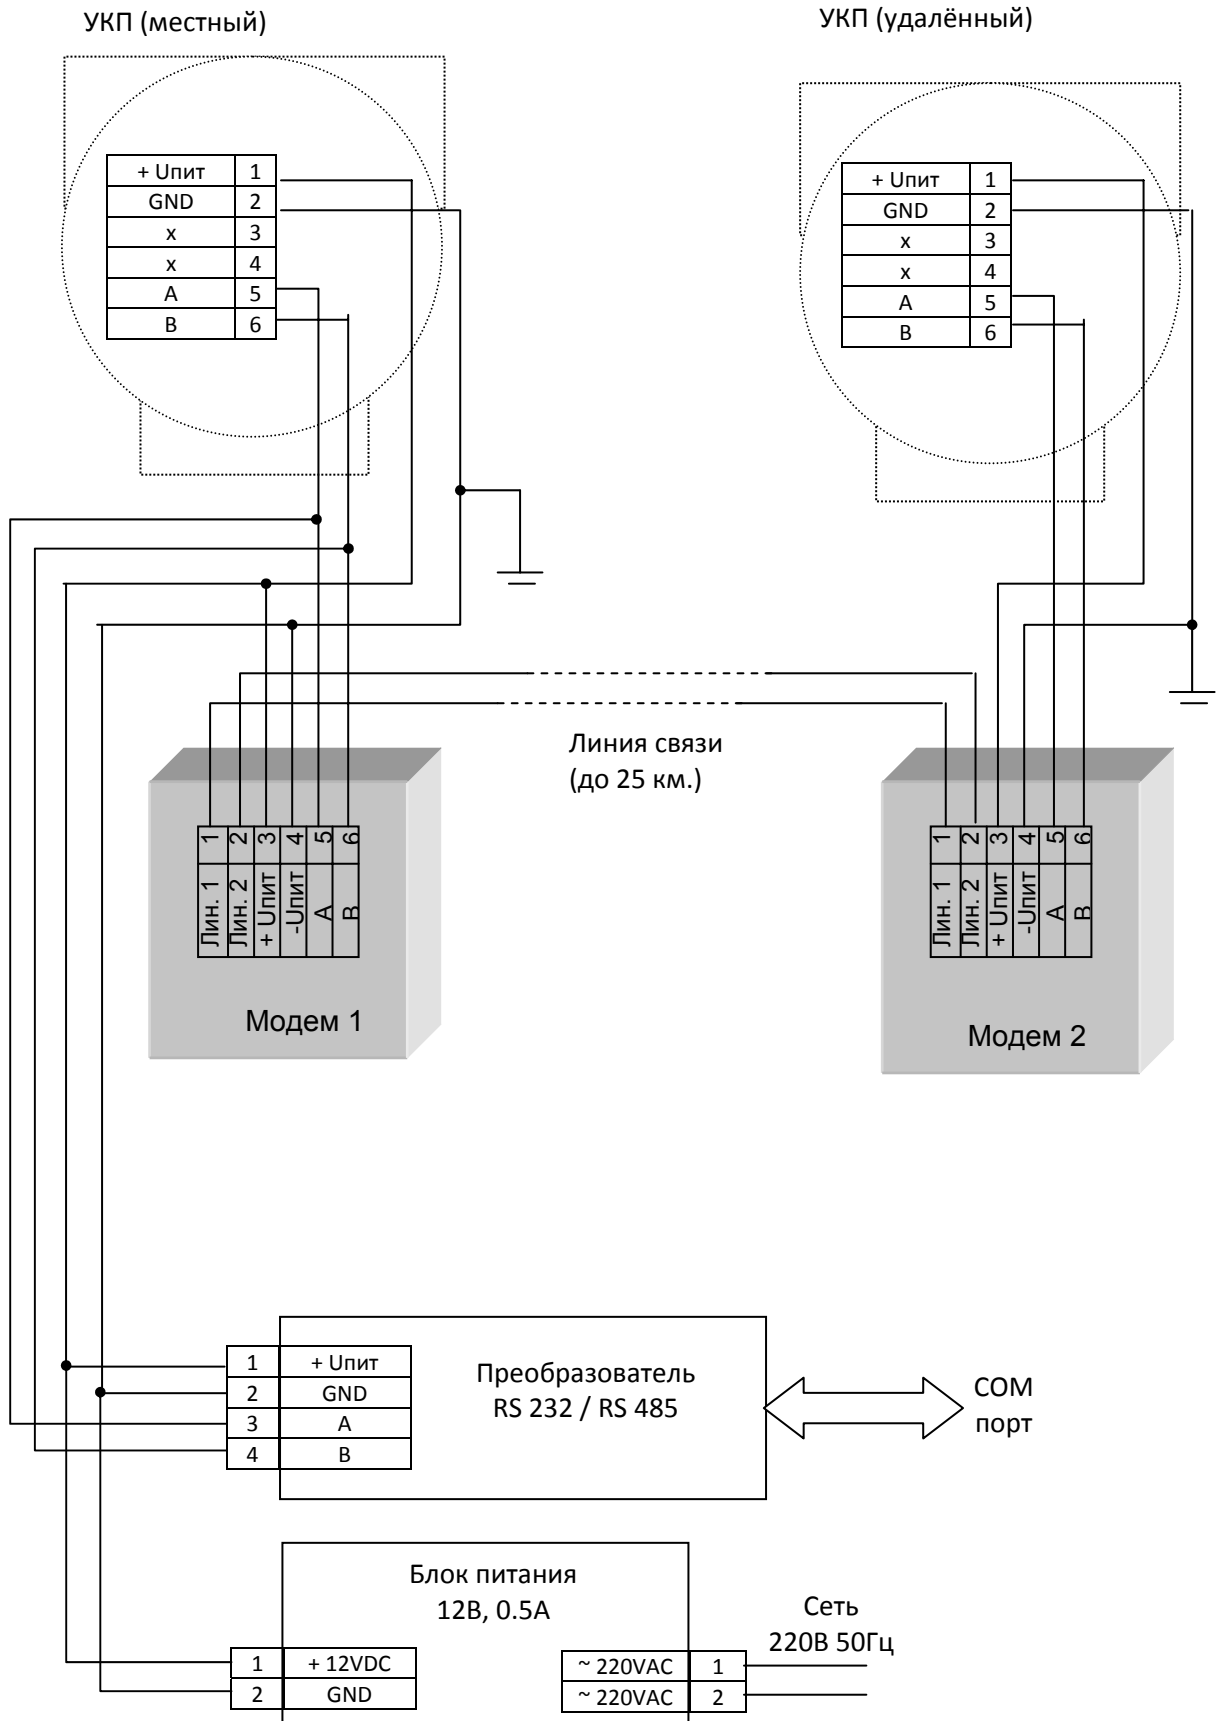 УКП (местный)
УКП (удалённый)
+ Uпит 1
GND 2
x 3
x 4
A 5
B 6
+ Uпит 1
GND 2
x 3
x 4
A 5
B 6
Линия связи
(до 25 км.)
1 Лин. 1
2 Лин. 2
3 + Uпит
4 -Uпит
5 A
6 B
Модем 1
1 Лин. 1
2 Лин. 2
3 + Uпит
4 -Uпит
5 A
6 B
Модем 2
1 + Uпит
2 GND
3 A
4 B
Преобразователь
RS 232 / RS 485
COM
порт
Блок питания
12В, 0.5А
1 + 12VDC
2 GND
~ 220VAC 1
~ 220VAC 2
Сеть
220В 50Гц